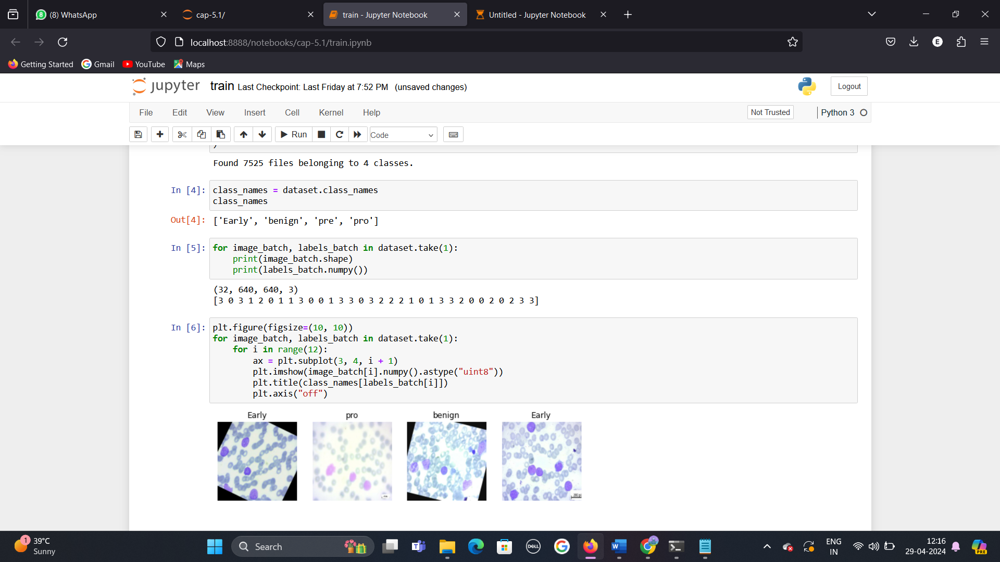 (8) WhatsApp
cap-5.1/
train - Jupyter Notebook
Untitled - Jupyter Notebook
localhost:8888/notebooks/cap-5.1/train.ipynb
E
Getting Started
Gmail
YouTube
Maps
jupyter train Last Checkpoint: Last Friday at 7:52 PM (unsaved changes)
Logout
File Edit View Insert Cell Kernel Help
Not Trusted
Python 3
Run
Code
)
Found 7525 files belonging to 4 classes.
In [4]: class_names = dataset.class_names
class_names
Out[4]: ['Early', 'benign', 'pre', 'pro']
In [5]: for image_batch, labels_batch in dataset.take(1):
    print(image_batch.shape)
    print(labels_batch.numpy())
(32, 640, 640, 3)
[3 0 3 1 2 0 1 1 3 0 0 1 3 3 0 3 2 2 2 1 0 1 3 3 2 0 0 2 0 2 3 3]
In [6]: plt.figure(figsize=(10, 10))
for image_batch, labels_batch in dataset.take(1):
    for i in range(12):
        ax = plt.subplot(3, 4, i + 1)
        plt.imshow(image_batch[i].numpy().astype("uint8"))
        plt.title(class_names[labels_batch[i]])
        plt.axis("off")
Early pro benign Early
1
39°C
Sunny
Search
DELL
ENG
IN
12:16
29-04-2024
PRE